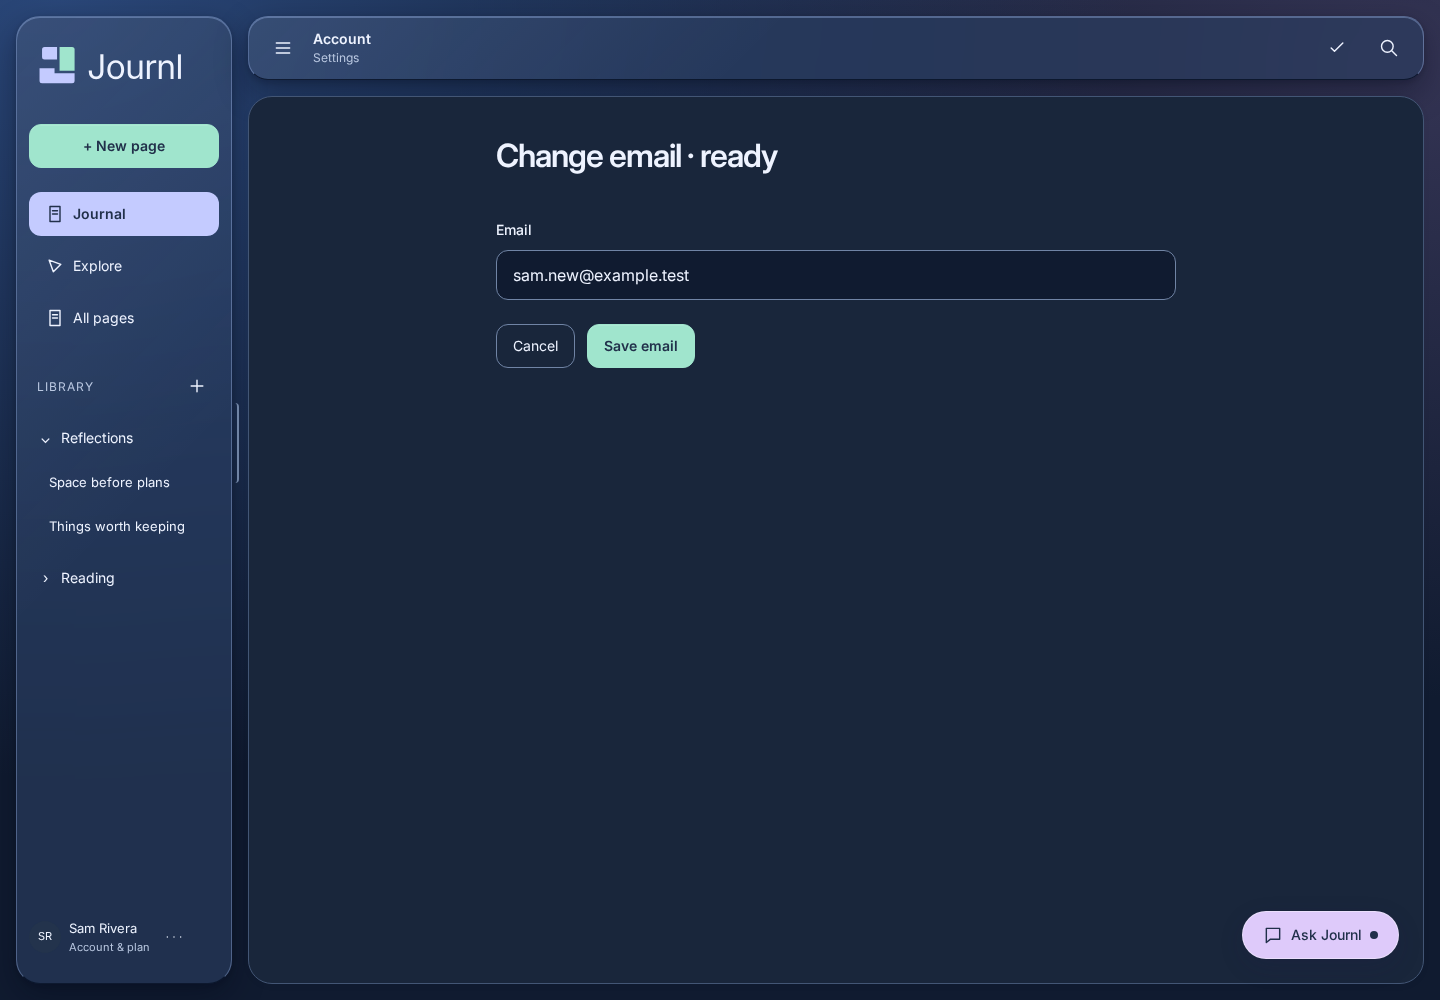 Journl
+ New page
Journal
Explore
All pages
LIBRARY
Reflections
Space before plans
Things worth keeping
Reading
SR
Sam Rivera
Account & plan
...
Account
Settings
Change email · ready
Email
sam.new@example.test
Cancel
Save email
Ask Journl